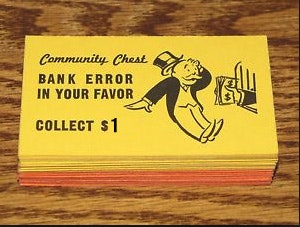 Community Chest
BANK ERROR
IN YOUR FAVOR
COLLECT $1
$
$